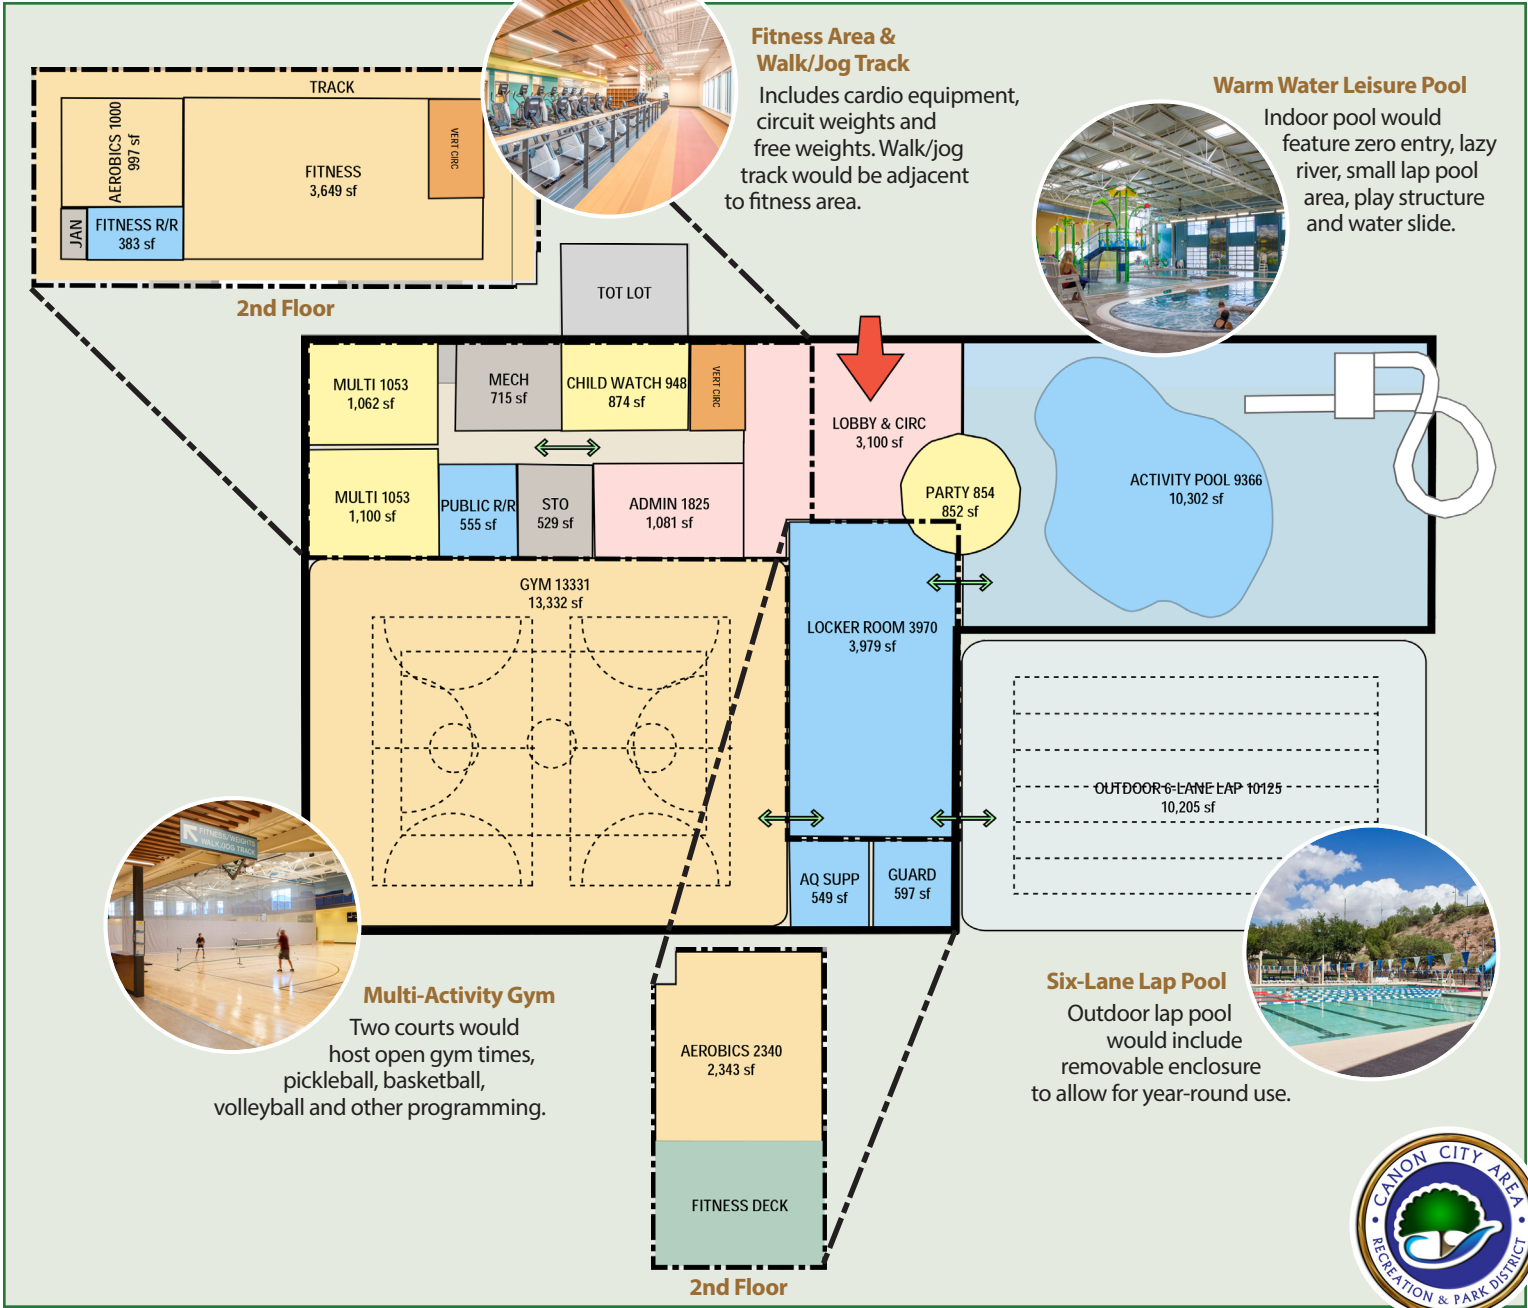 Fitness Area &
Walk/Jog Track
Includes cardio equipment,
circuit weights and
free weights. Walk/jog
track would be adjacent
to fitness area.
Warm Water Leisure Pool
Indoor pool would
feature zero entry, lazy
river, small lap pool
area, play structure
and water slide.
TRACK
AEROBICS 1000
997 sf
FITNESS
3,649 sf
VERT CIRC
JAN
FITNESS R/R
383 sf
2nd Floor
TOT LOT
MULTI 1053
1,062 sf
MECH
715 sf
CHILD WATCH 948
874 sf
VERT CIRC
LOBBY & CIRC
3,100 sf
MULTI 1053
1,100 sf
PUBLIC R/R
555 sf
STO
529 sf
ADMIN 1825
1,081 sf
PARTY 854
852 sf
ACTIVITY POOL 9366
10,302 sf
GYM 13331
13,332 sf
LOCKER ROOM 3970
3,979 sf
OUTDOOR 6-LANE LAP 10125
10,205 sf
AQ SUPP
549 sf
GUARD
597 sf
FITNESS/WEIGHTS
WALK/JOG TRACK
Multi-Activity Gym
Two courts would
host open gym times,
pickleball, basketball,
volleyball and other programming.
Six-Lane Lap Pool
Outdoor lap pool
would include
removable enclosure
to allow for year-round use.
AEROBICS 2340
2,343 sf
FITNESS DECK
2nd Floor
CANON CITY AREA
RECREATION & PARK DISTRICT